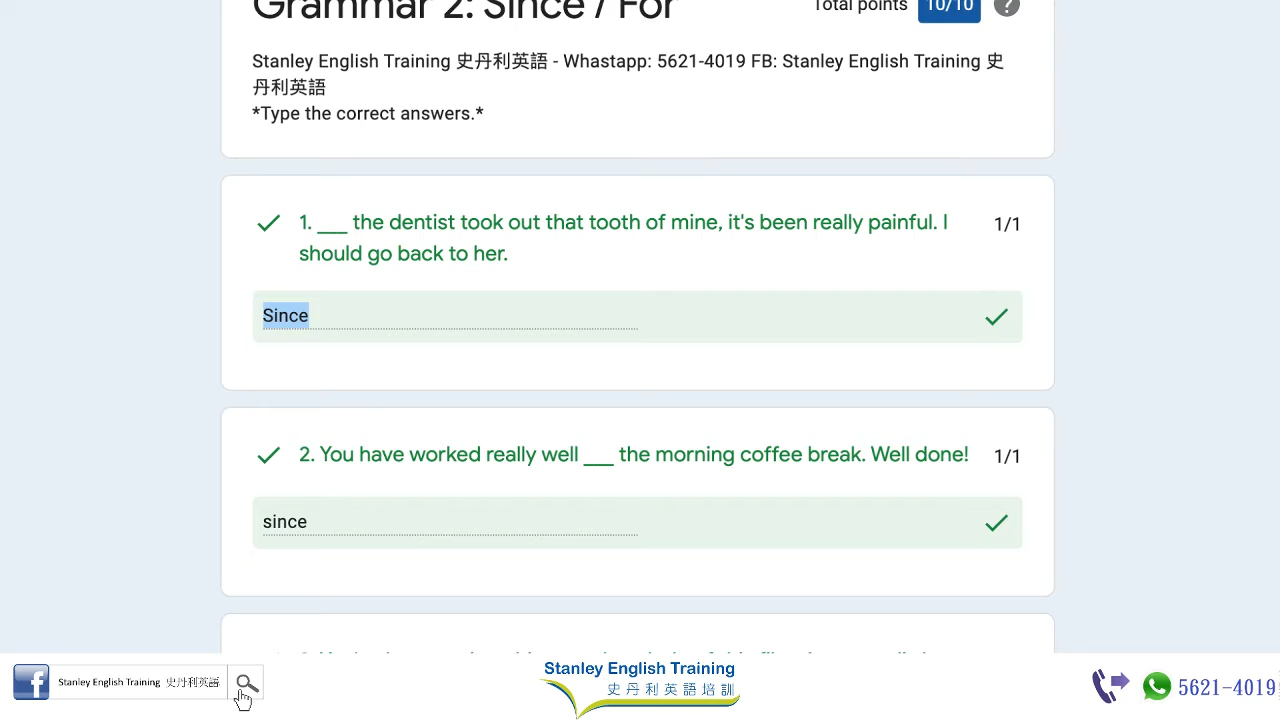 Grammar 2: Since / For
Total points 10/10 ?
Stanley English Training 史丹利英語 - Whastapp: 5621-4019 FB: Stanley English Training 史
丹利英語
*Type the correct answers.*
1. ___ the dentist took out that tooth of mine, it's been really painful. I 1/1
should go back to her.
Since
2. You have worked really well ___ the morning coffee break. Well done! 1/1
since
Stanley English Training 史丹利英語
Stanley English Training
史丹利英語培訓
5621-4019